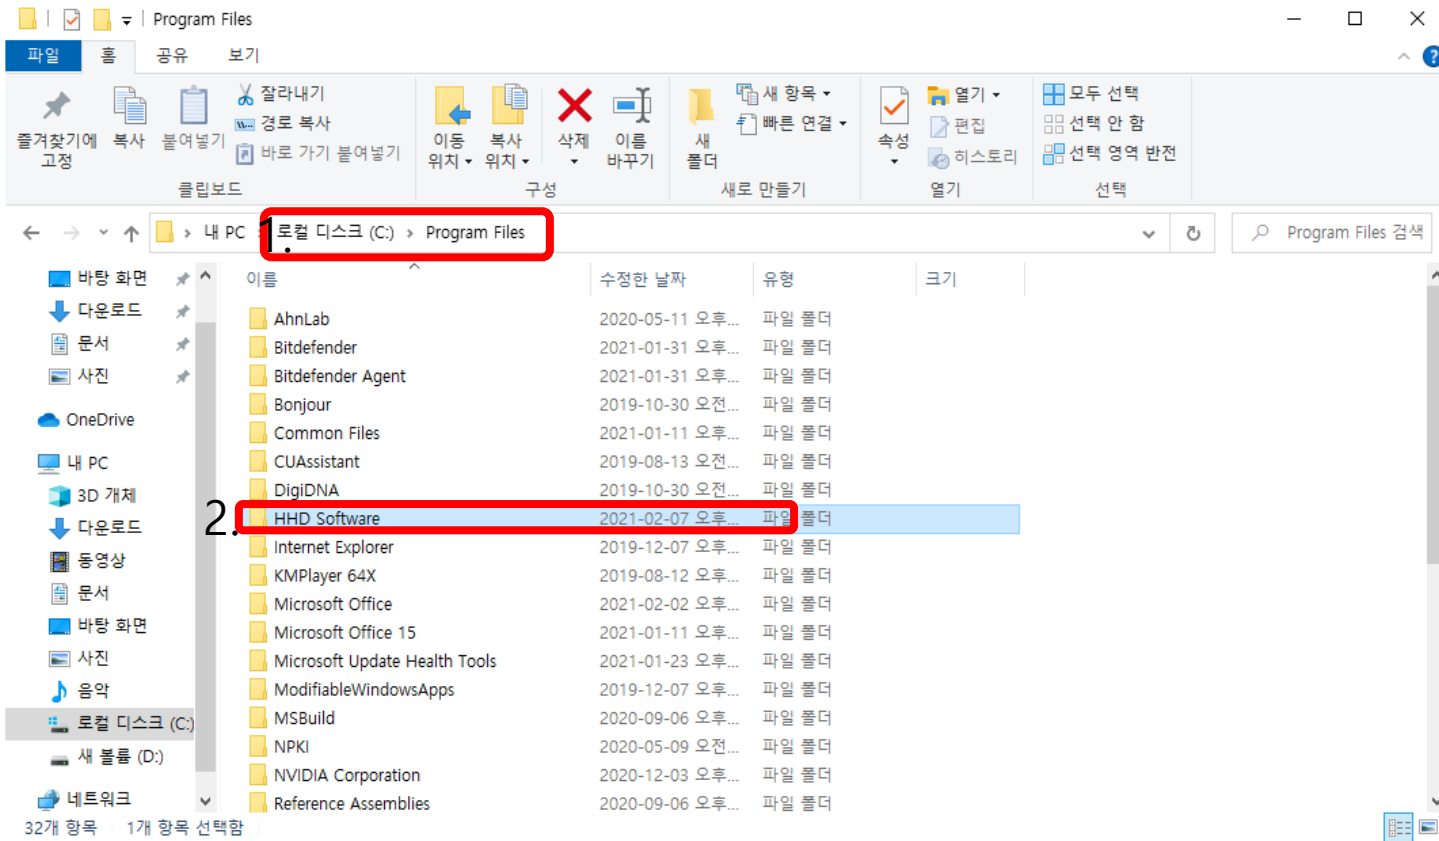 Program Files
파일 홈 공유 보기
즐겨찾기에 고정
복사
붙여넣기
잘라내기
경로 복사
바로 가기 붙여넣기
클립보드
이동 위치
복사 위치
삭제
이름 바꾸기
구성
새 폴더
새 항목
빠른 연결
새로 만들기
속성
열기
편집
히스토리
열기
모두 선택
선택 안 함
선택 영역 반전
선택
1.
내 PC › 로컬 디스크 (C:) › Program Files
Program Files 검색
바탕 화면
다운로드
문서
사진
OneDrive
내 PC
3D 개체
다운로드
동영상
문서
바탕 화면
사진
음악
로컬 디스크 (C:)
새 볼륨 (D:)
네트워크
이름 수정한 날짜 유형 크기
AhnLab 2020-05-11 오후... 파일 폴더
Bitdefender 2021-01-31 오후... 파일 폴더
Bitdefender Agent 2021-01-31 오후... 파일 폴더
Bonjour 2019-10-30 오전... 파일 폴더
Common Files 2021-01-11 오후... 파일 폴더
CUAssistant 2019-08-13 오전... 파일 폴더
DigiDNA 2019-10-30 오전... 파일 폴더
2. HHD Software 2021-02-07 오후... 파일 폴더
Internet Explorer 2019-12-07 오후... 파일 폴더
KMPlayer 64X 2019-08-12 오후... 파일 폴더
Microsoft Office 2021-02-02 오후... 파일 폴더
Microsoft Office 15 2021-01-11 오후... 파일 폴더
Microsoft Update Health Tools 2021-01-23 오후... 파일 폴더
ModifiableWindowsApps 2019-12-07 오후... 파일 폴더
MSBuild 2020-09-06 오후... 파일 폴더
NPKI 2020-05-09 오전... 파일 폴더
NVIDIA Corporation 2020-12-03 오후... 파일 폴더
Reference Assemblies 2020-09-06 오후... 파일 폴더
32개 항목 1개 항목 선택함